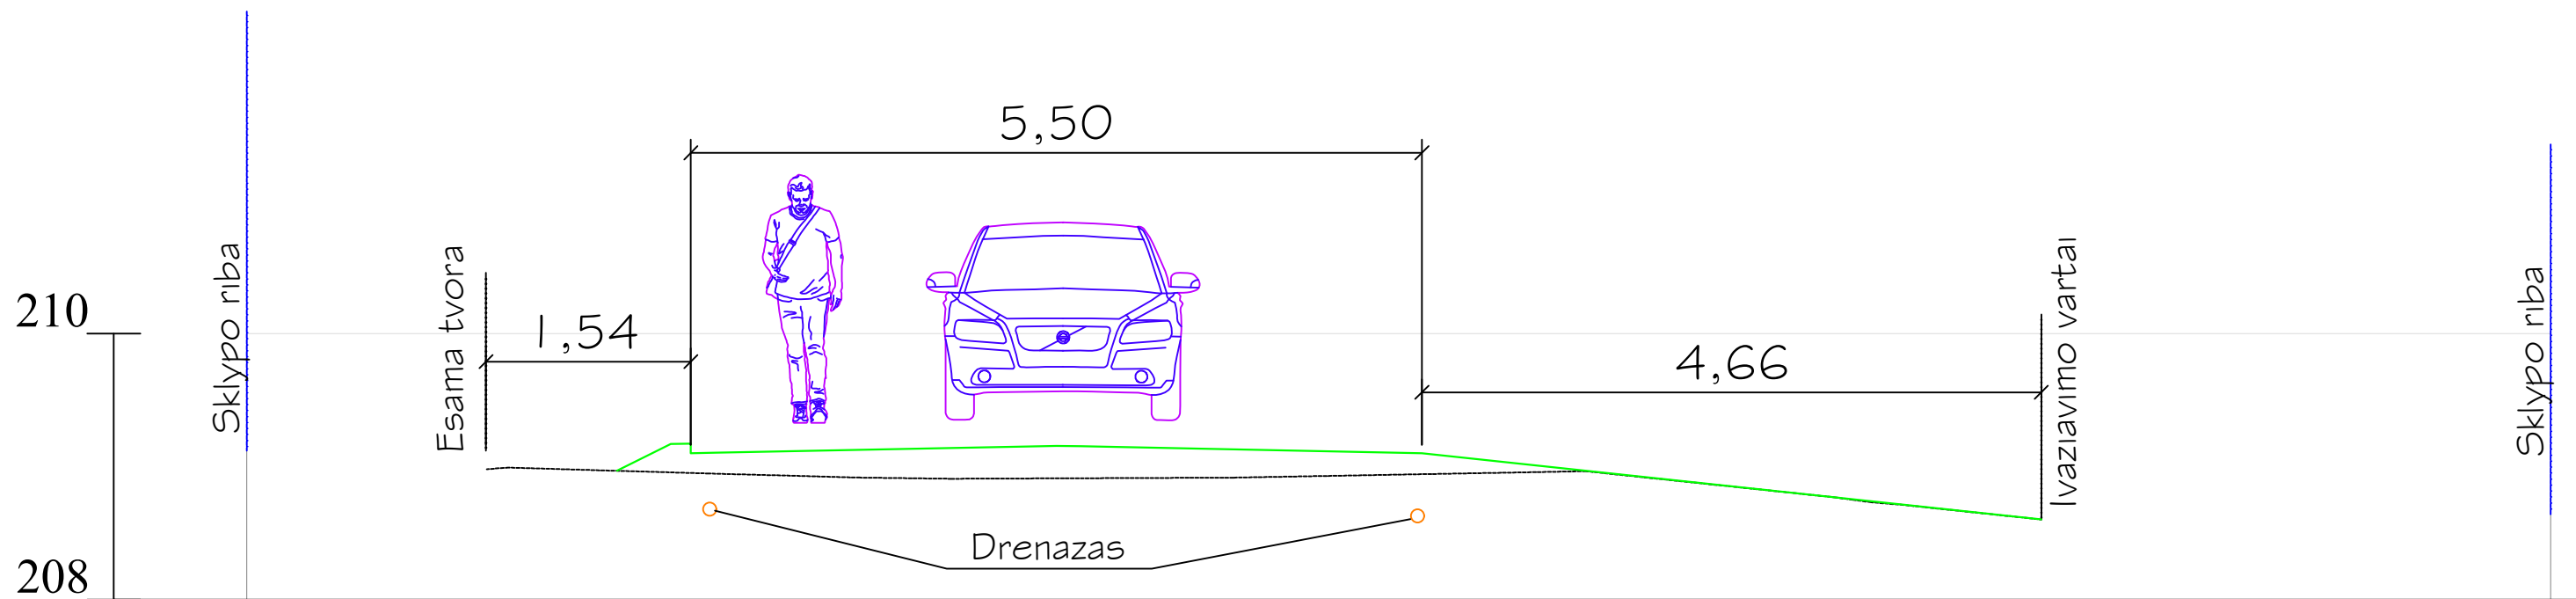 5,50
Sklypo riba
Esama tvora
1,54
210
4,66
Ivaziavimo vartai
Sklypo riba
Drenazas
208